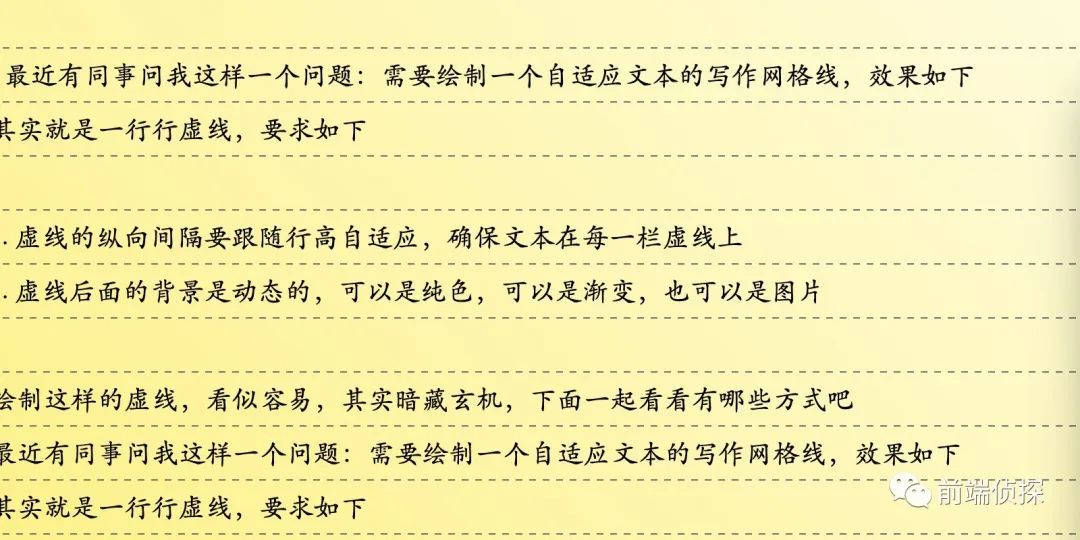 最近有同事问我这样一个问题：需要绘制一个自适应文本的写作网格线，效果如下
其实就是一行行虚线，要求如下
. 虚线的纵向间隔要跟随行高自适应，确保文本在每一栏虚线上
. 虚线后面的背景是动态的，可以是纯色，可以是渐变，也可以是图片
绘制这样的虚线，看似容易，其实暗藏玄机，下面一起看看有哪些方式吧
最近有同事问我这样一个问题：需要绘制一个自适应文本的写作网格线，效果如下
其实就是一行行虚线，要求如下
前端侦探